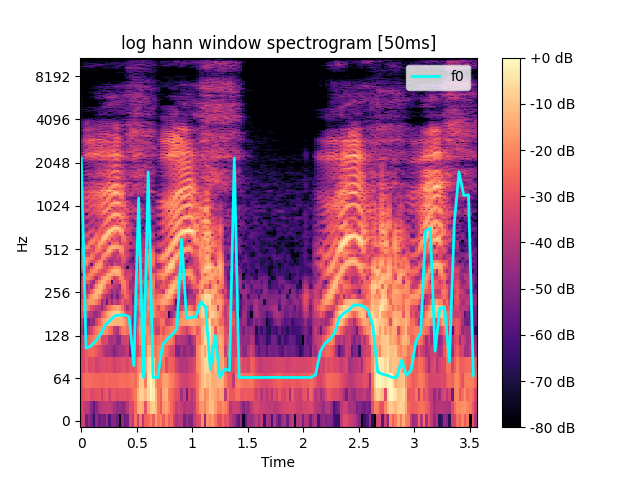 log hann window spectrogram [50ms]
f0
Hz
8192
4096
2048
1024
512
256
128
64
0
0
0.5
1
1.5
2
2.5
3
3.5
Time
+0 dB
-10 dB
-20 dB
-30 dB
-40 dB
-50 dB
-60 dB
-70 dB
-80 dB